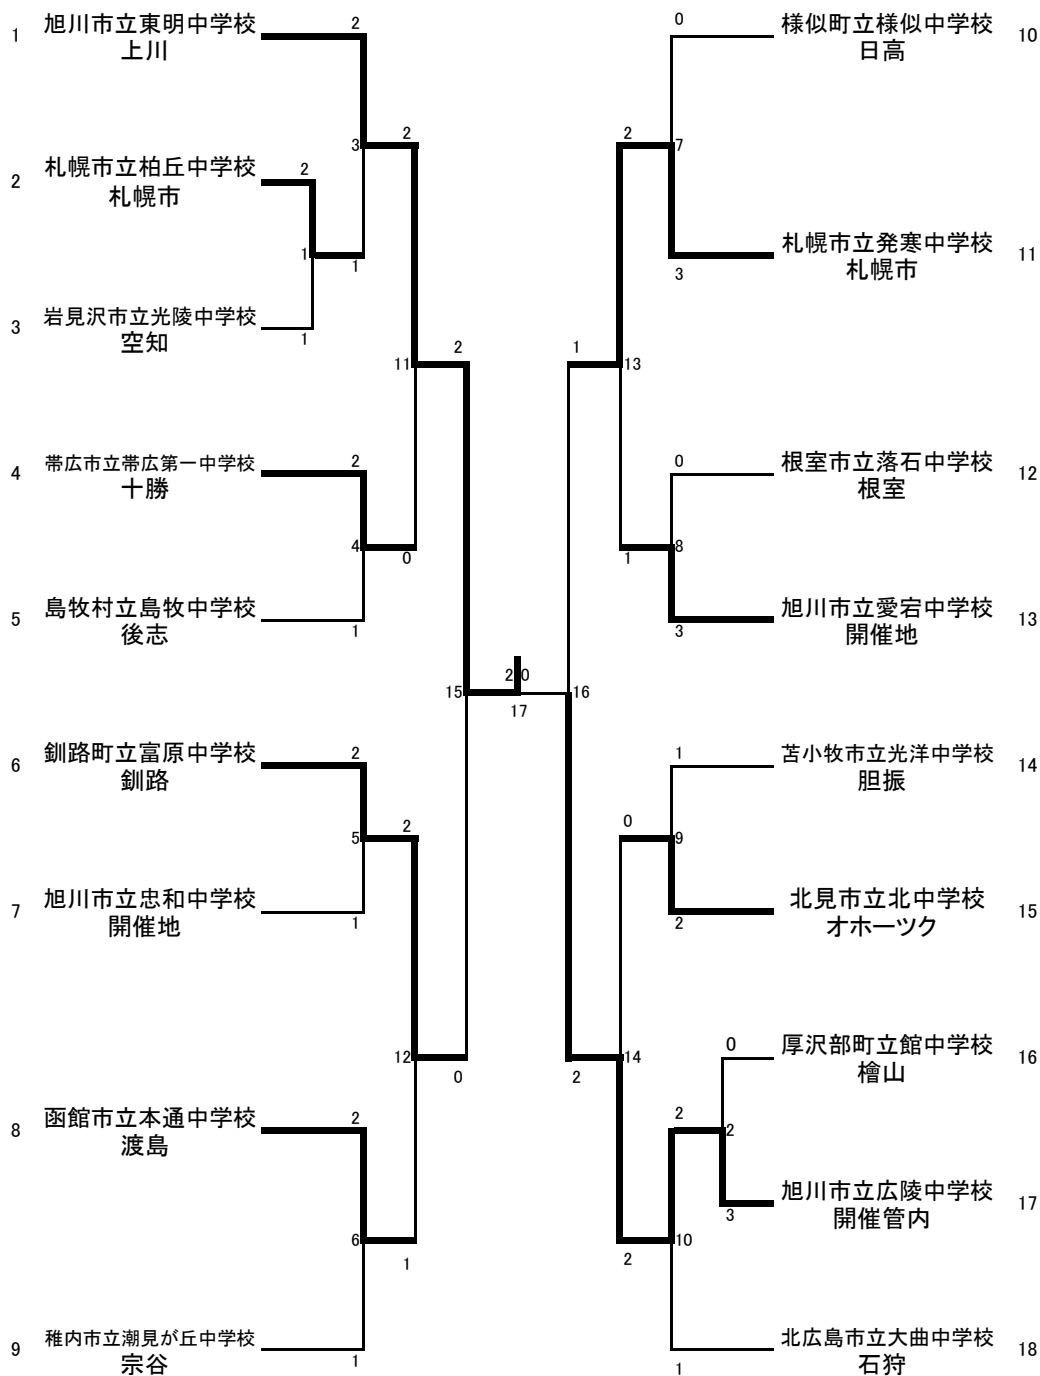 1 旭川市立東明中学校
上川
2
3
2
2 札幌市立柏丘中学校
札幌市
2
1
1
3 岩見沢市立光陵中学校
空知
1
11
2
4 帯広市立帯広第一中学校
十勝
2
4
0
5 島牧村立島牧中学校
後志
1
15
2 0
17
6 釧路町立富原中学校
釧路
2
5
2
7 旭川市立忠和中学校
開催地
1
12
0
8 函館市立本通中学校
渡島
2
6
1
9 稚内市立潮見が丘中学校
宗谷
1
0
様似町立様似中学校 10
日高
2
7
札幌市立発寒中学校 11
札幌市
3
1
13
0
根室市立落石中学校 12
根室
1
8
旭川市立愛宕中学校 13
開催地
3
16
1
苫小牧市立光洋中学校 14
胆振
0
9
北見市立北中学校 15
オホーツク
2
14
2
0
厚沢部町立館中学校 16
檜山
2
2
旭川市立広陵中学校 17
開催管内
3
10
2
北広島市立大曲中学校 18
石狩
1